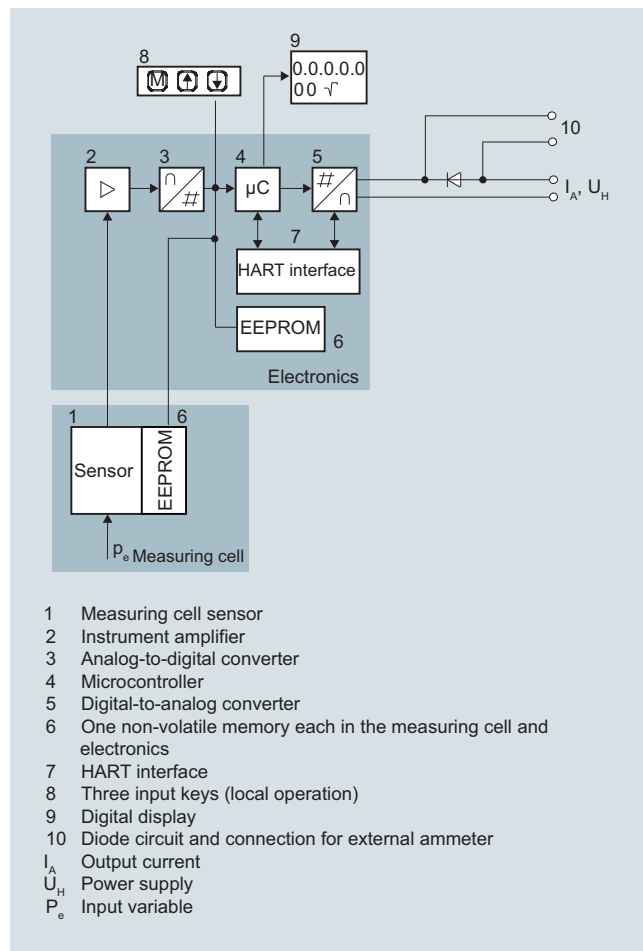 8
M
9
0.0.0.0.0
0 0 √
10
2
3
4
5
∩
#
µC
#
∩
I_A, U_H
7
HART interface
EEPROM
6
Electronics
1
6
Sensor
EEPROM
p_e Measuring cell
1 Measuring cell sensor
2 Instrument amplifier
3 Analog-to-digital converter
4 Microcontroller
5 Digital-to-analog converter
6 One non-volatile memory each in the measuring cell and
electronics
7 HART interface
8 Three input keys (local operation)
9 Digital display
10 Diode circuit and connection for external ammeter
I_A Output current
U_H Power supply
P_e Input variable